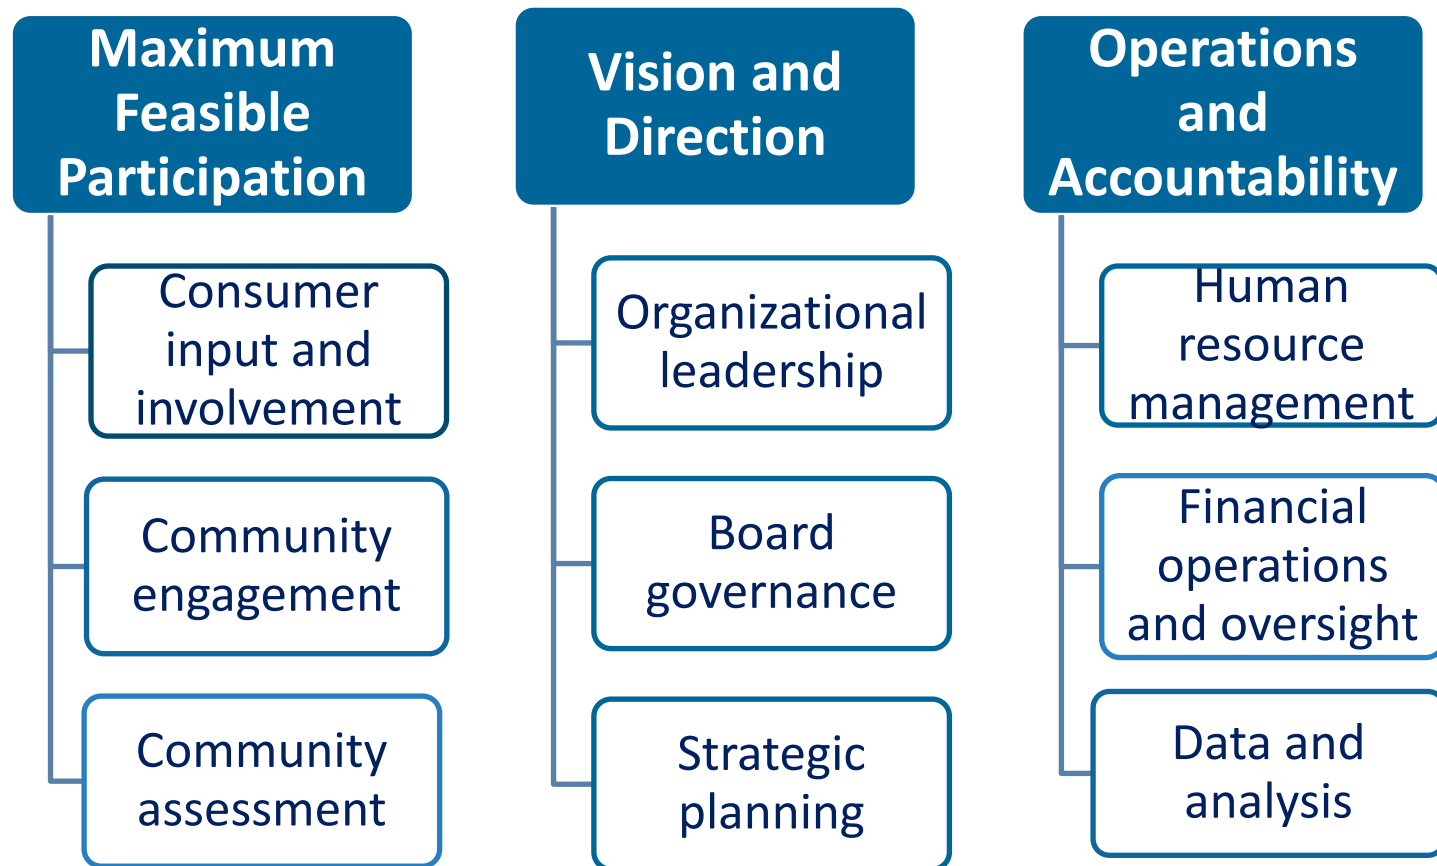 Maximum
Feasible
Participation
Consumer
input and
involvement
Community
engagement
Community
assessment
Vision and
Direction
Organizational
leadership
Board
governance
Strategic
planning
Operations
and
Accountability
Human
resource
management
Financial
operations
and oversight
Data and
analysis